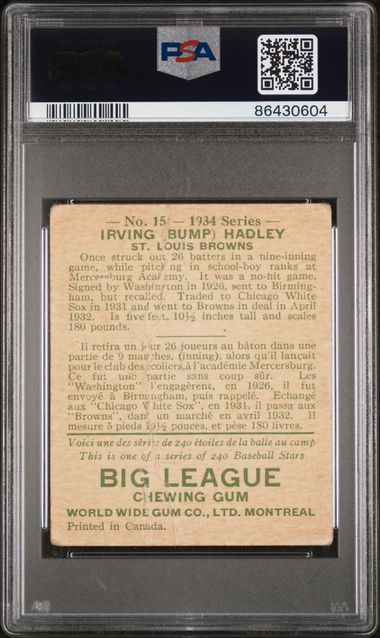 PSA
PSA
86430604
— No. 15 — 1934 Series —
IRVING (BUMP) HADLEY
ST. LOUIS BROWNS
Once struck out 26 batters in a nine-inning
game, while pitching in school-boy ranks at
Mercersburg Academy. It was a no-hit game.
Signed by Washington in 1926, sent to Birming-
ham, but recalled. Traded to Chicago White
Sox in 1931 and went to Browns in deal in April
1932. Is five feet, 10½ inches tall and scales
180 pounds.
Il retira un jour 26 joueurs au bâton dans une
partie de 9 manches, (inning), alors qu'il lançait
pour le club des écoliers, à l'académie Mercersburg.
Ce fut une partie sans coup sûr. Les
"Washington" l'engagèrent, en 1926, il fut
envoyé à Birmingham, puis rappelé. Echangé
aux "Chicago White Sox", en 1931, il passa aux
"Browns", dans un marché en avril 1932. Il
mesure 5 pieds 10½ pouces, et pèse 180 livres.
Voici une des séries de 240 étoiles de la balle au camp
This is one of a series of 240 Baseball Stars
BIG LEAGUE
CHEWING GUM
WORLD WIDE GUM CO., LTD. MONTREAL
Printed in Canada.